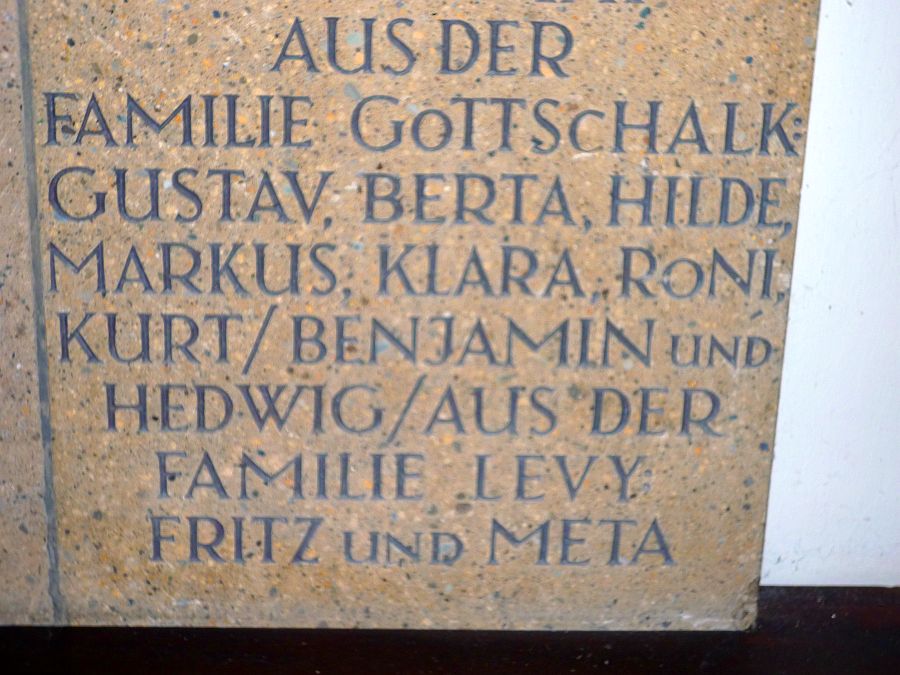 AUS DER
FAMILIE GOTTSCHALK:
GUSTAV, BERTA, HILDE,
MARKUS, KLARA, RONI,
KURT/ BENJAMIN UND
HEDWIG/AUS DER
FAMILIE LEVY:
FRITZ UND META